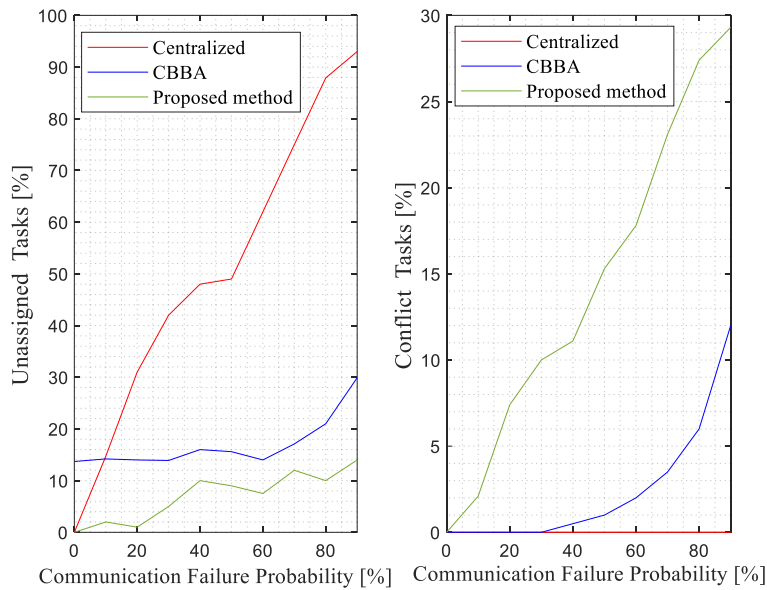 100
90
80
70
60
50
40
30
20
10
0
Unassigned Tasks [%]
Centralized
CBBA
Proposed method
0 20 40 60 80
Communication Failure Probability [%]
30
25
20
15
10
5
0
Conflict Tasks [%]
Centralized
CBBA
Proposed method
0 20 40 60 80
Communication Failure Probability [%]